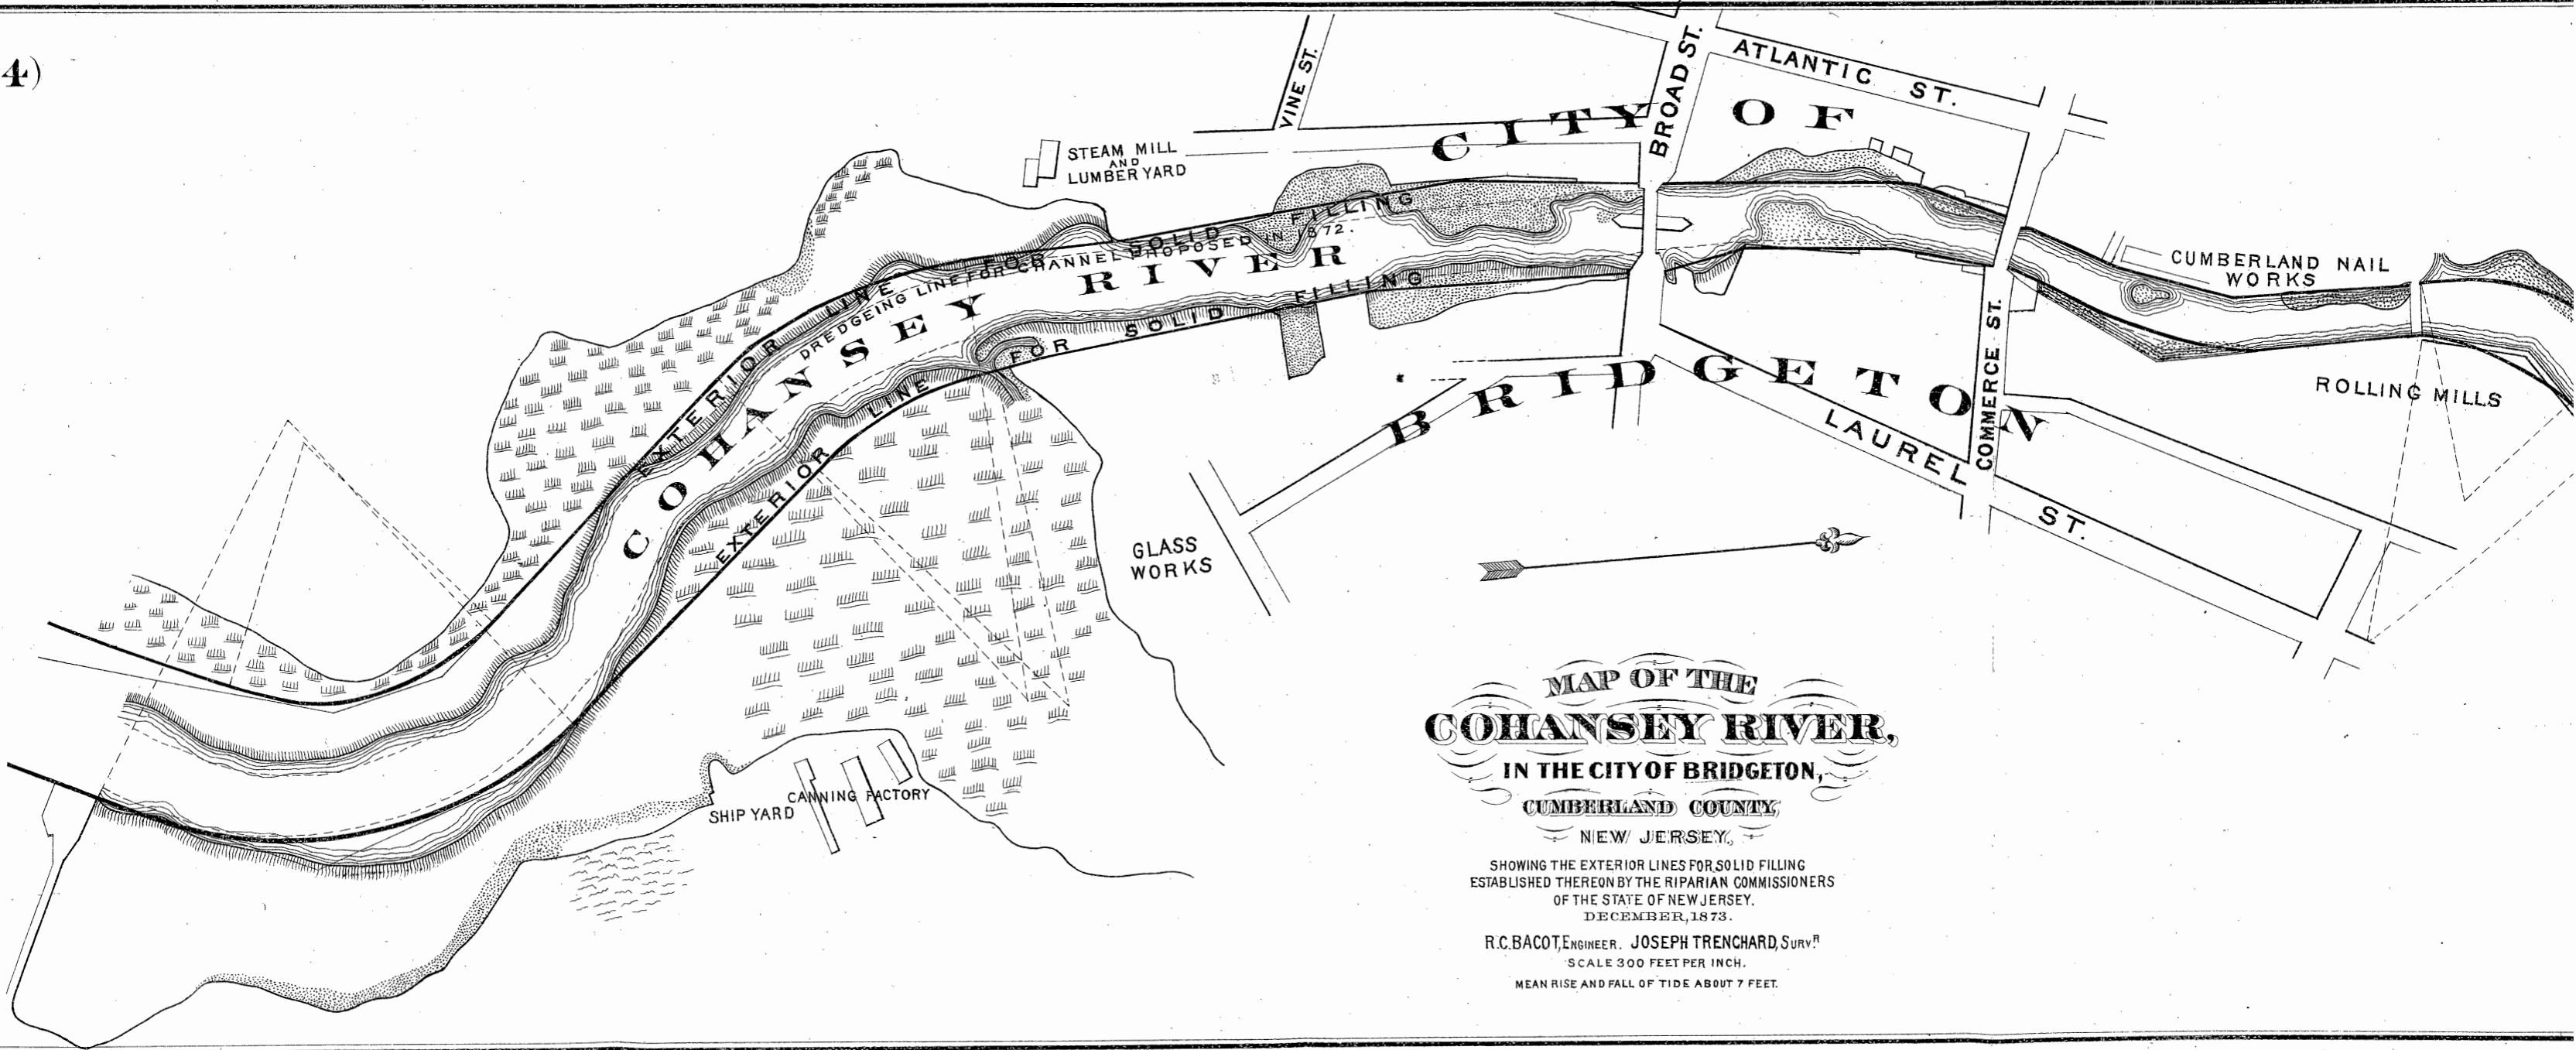 4)
VINE ST.
BROAD ST.
ATLANTIC ST.
CITY OF
STEAM MILL
AND
LUMBERYARD
EXTERIOR LINE FOR SOLID FILLING
DREDGEING LINE FOR CHANNEL PROPOSED IN 1872.
COHANSEY RIVER
EXTERIOR LINE FOR SOLID FILLING
CUMBERLAND NAIL
WORKS
ROLLING MILLS
COMMERCE ST.
BRIDGETON
LAUREL ST.
GLASS
WORKS
SHIP YARD
CANNING FACTORY
MAP OF THE
COHANSEY RIVER,
IN THE CITY OF BRIDGETON,
CUMBERLAND COUNTY,
NEW JERSEY,
SHOWING THE EXTERIOR LINES FOR SOLID FILLING
ESTABLISHED THEREON BY THE RIPARIAN COMMISSIONERS
OF THE STATE OF NEW JERSEY.
DECEMBER, 1873.
R.C. BACOT, ENGINEER. JOSEPH TRENCHARD, SURVR.
SCALE 300 FEET PER INCH.
MEAN RISE AND FALL OF TIDE ABOUT 7 FEET.